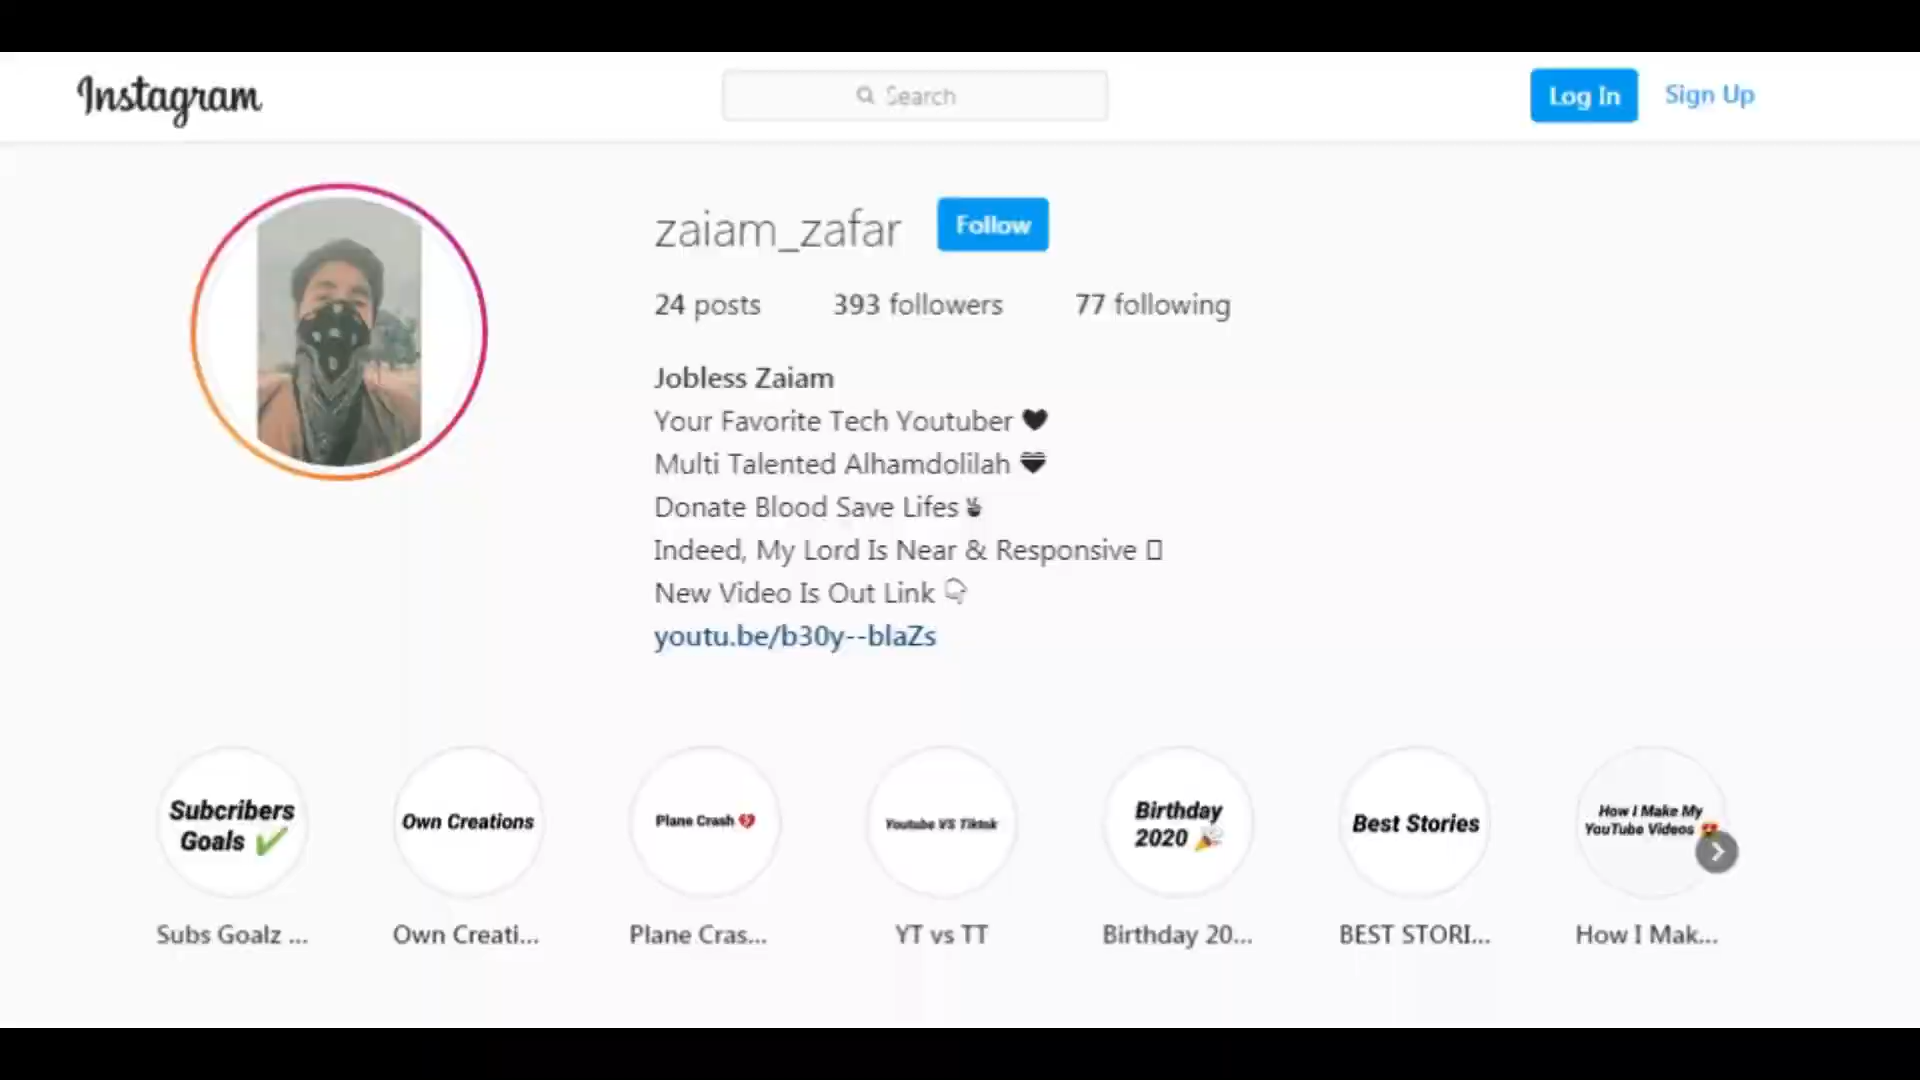 Instagram
Search
Log In
Sign Up
zaiam_zafar
Follow
24 posts
393 followers
77 following
Jobless Zaiam
Your Favorite Tech Youtuber 🖤
Multi Talented Alhamdolilah
Donate Blood Save Lifes
Indeed, My Lord Is Near & Responsive
New Video Is Out Link 👇
youtu.be/b30y--blaZs
Subcribers
Goals ✅
Own Creations
Plane Crash 💔
Youtube VS Tiktok
Birthday
2020 🎉
Best Stories
How I Make My
YouTube Videos 😍
Subs Goalz ...
Own Creati...
Plane Cras...
YT vs TT
Birthday 20...
BEST STORI...
How I Mak...